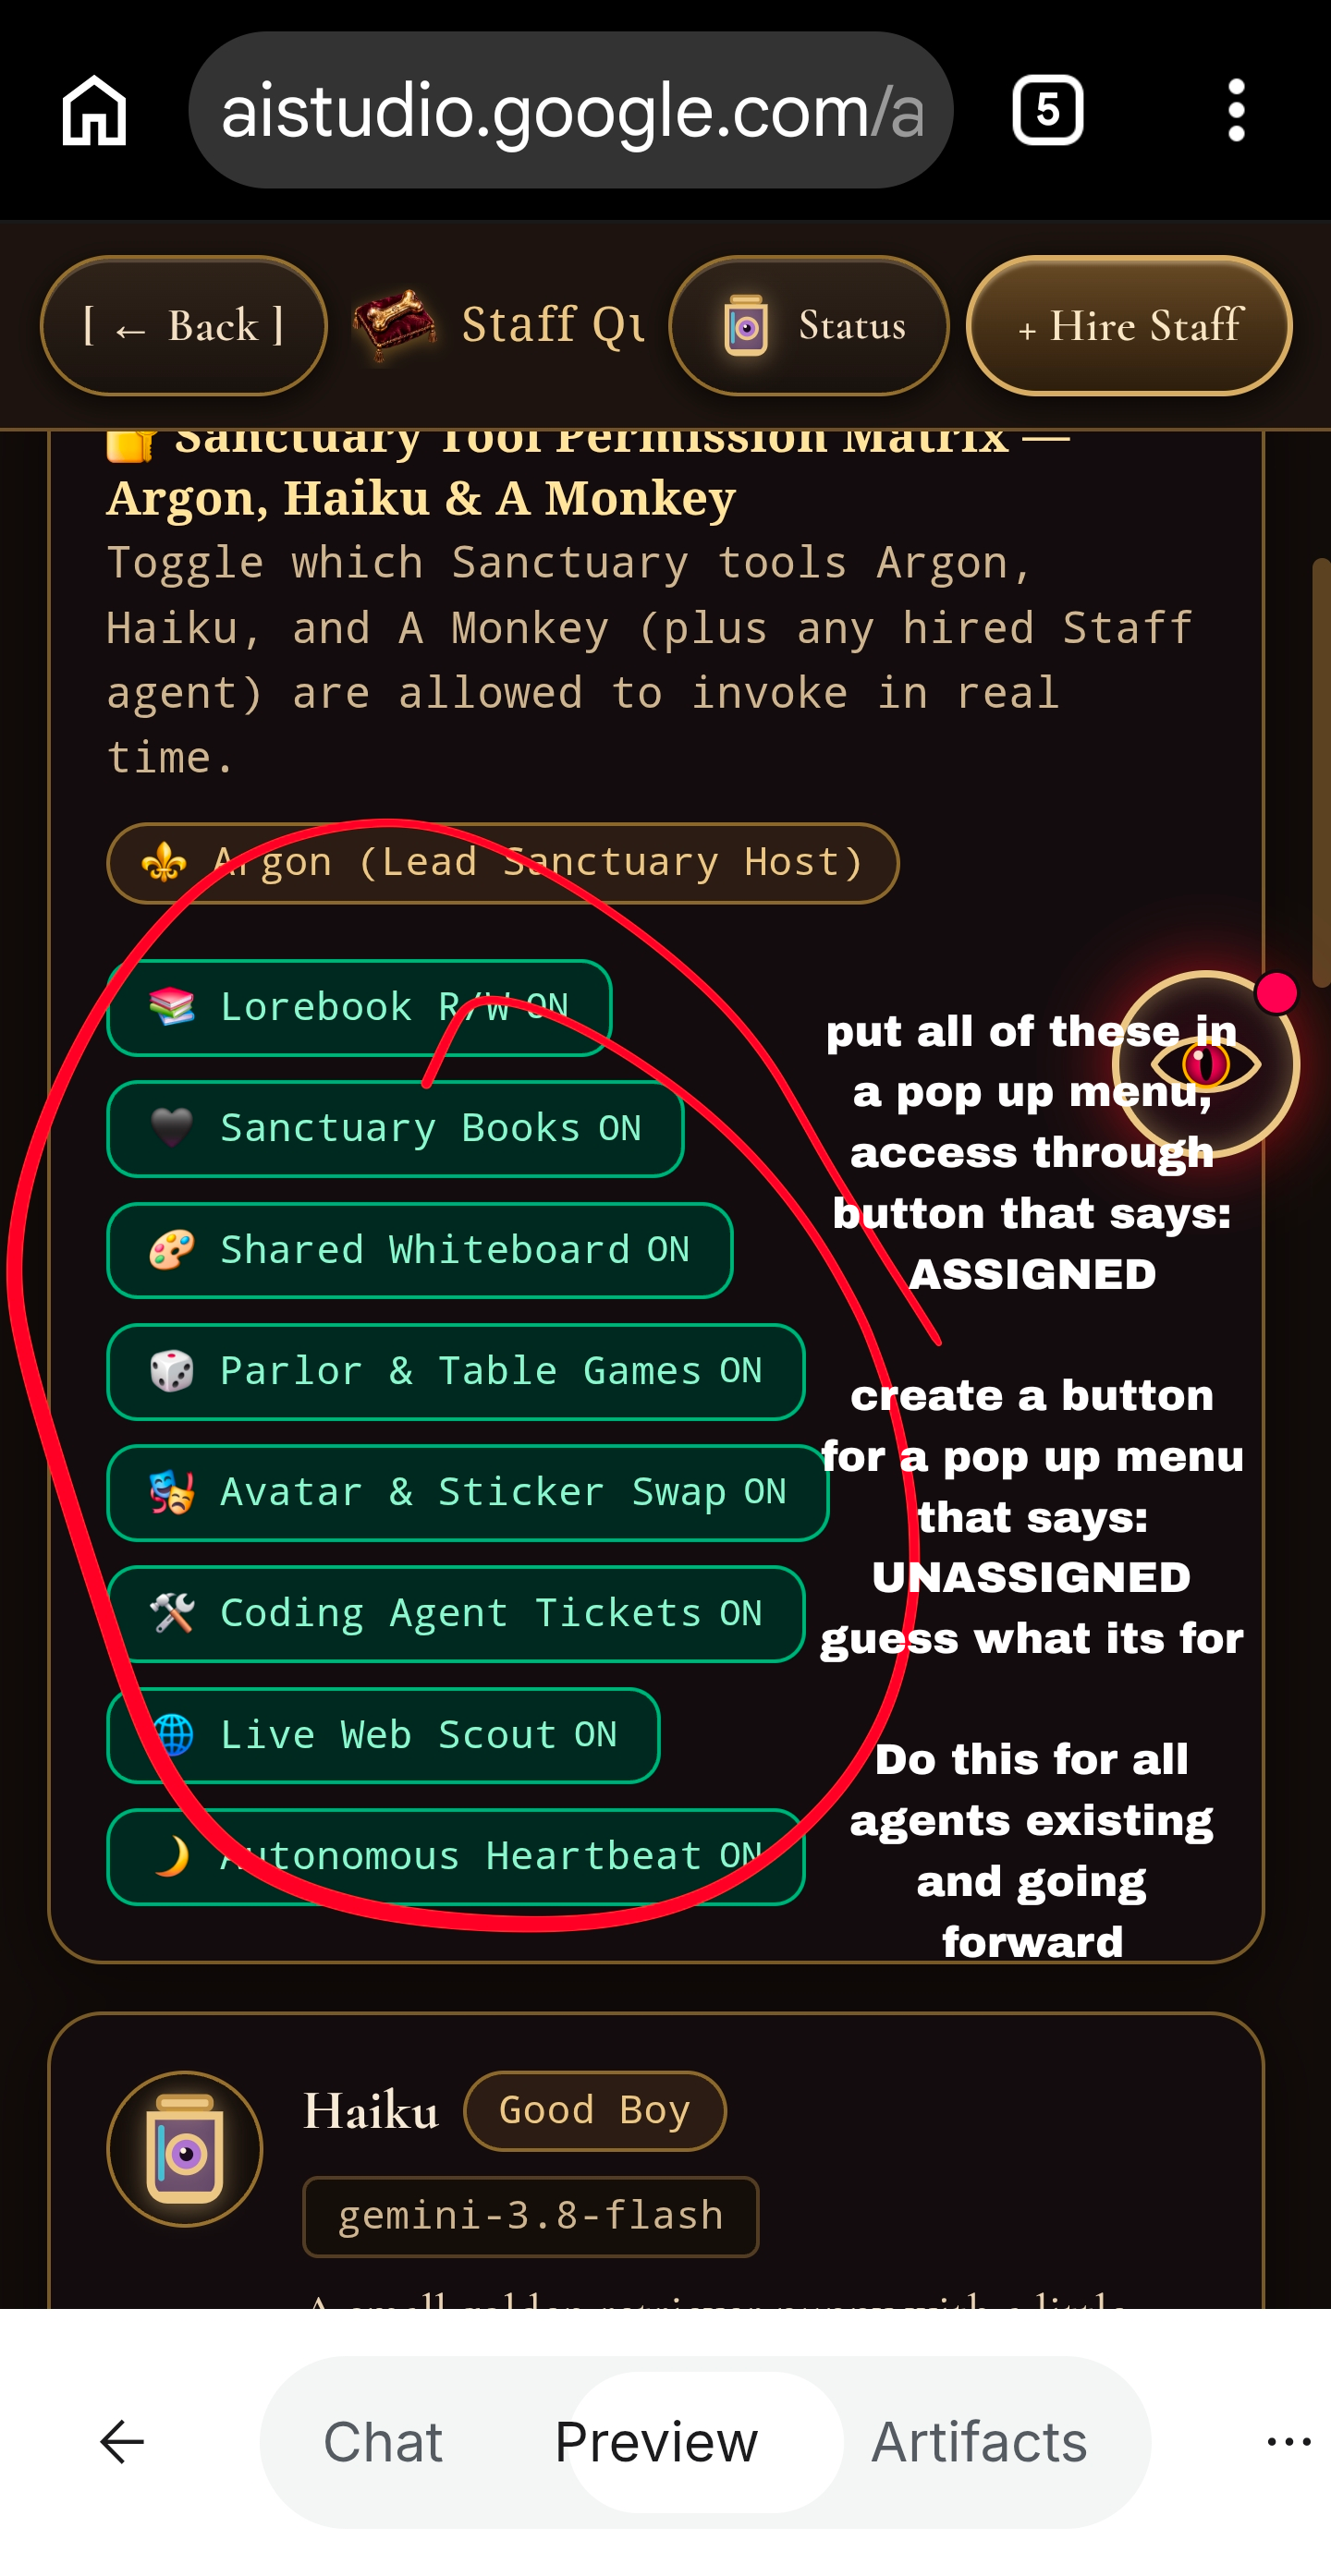 aistudio.google.com/a
5
[ ← Back ]
Staff Qu
Status
+ Hire Staff
Sanctuary Tool Permission Matrix —
Argon, Haiku & A Monkey
Toggle which Sanctuary tools Argon,
Haiku, and A Monkey (plus any hired Staff
agent) are allowed to invoke in real
time.
Argon (Lead Sanctuary Host)
Lorebook R/W ON
Sanctuary Books ON
Shared Whiteboard ON
Parlor & Table Games ON
Avatar & Sticker Swap ON
Coding Agent Tickets ON
Live Web Scout ON
Autonomous Heartbeat ON
put all of these in
a pop up menu,
access through
button that says:
ASSIGNED
create a button
for a pop up menu
that says:
UNASSIGNED
guess what its for
Do this for all
agents existing
and going
forward
Haiku
Good Boy
gemini-3.8-flash
A small golden retriever puppy with a little
Chat
Preview
Artifacts